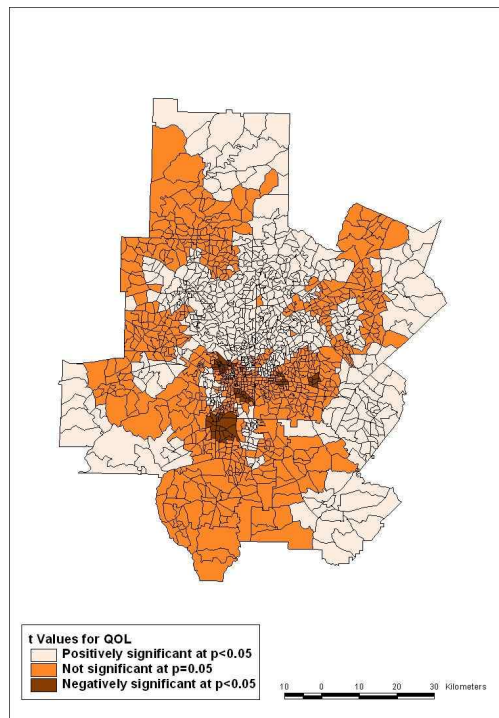 t Values for QOL
Positively significant at p<0.05
Not significant at p=0.05
Negatively significant at p<0.05
10 0 10 20 30 Kilometers